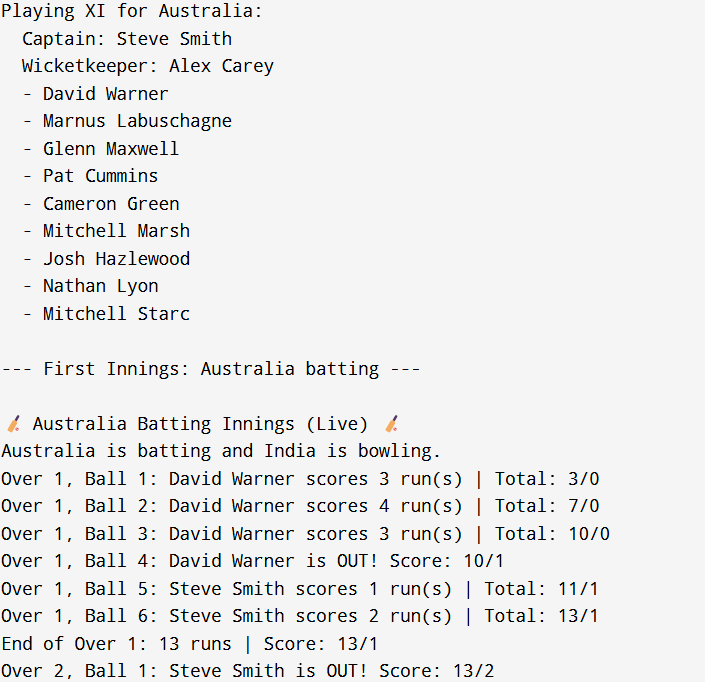 Playing XI for Australia:
Captain: Steve Smith
Wicketkeeper: Alex Carey
- David Warner
- Marnus Labuschagne
- Glenn Maxwell
- Pat Cummins
- Cameron Green
- Mitchell Marsh
- Josh Hazlewood
- Nathan Lyon
- Mitchell Starc
--- First Innings: Australia batting ---
🏏 Australia Batting Innings (Live) 🏏
Australia is batting and India is bowling.
Over 1, Ball 1: David Warner scores 3 run(s) | Total: 3/0
Over 1, Ball 2: David Warner scores 4 run(s) | Total: 7/0
Over 1, Ball 3: David Warner scores 3 run(s) | Total: 10/0
Over 1, Ball 4: David Warner is OUT! Score: 10/1
Over 1, Ball 5: Steve Smith scores 1 run(s) | Total: 11/1
Over 1, Ball 6: Steve Smith scores 2 run(s) | Total: 13/1
End of Over 1: 13 runs | Score: 13/1
Over 2, Ball 1: Steve Smith is OUT! Score: 13/2